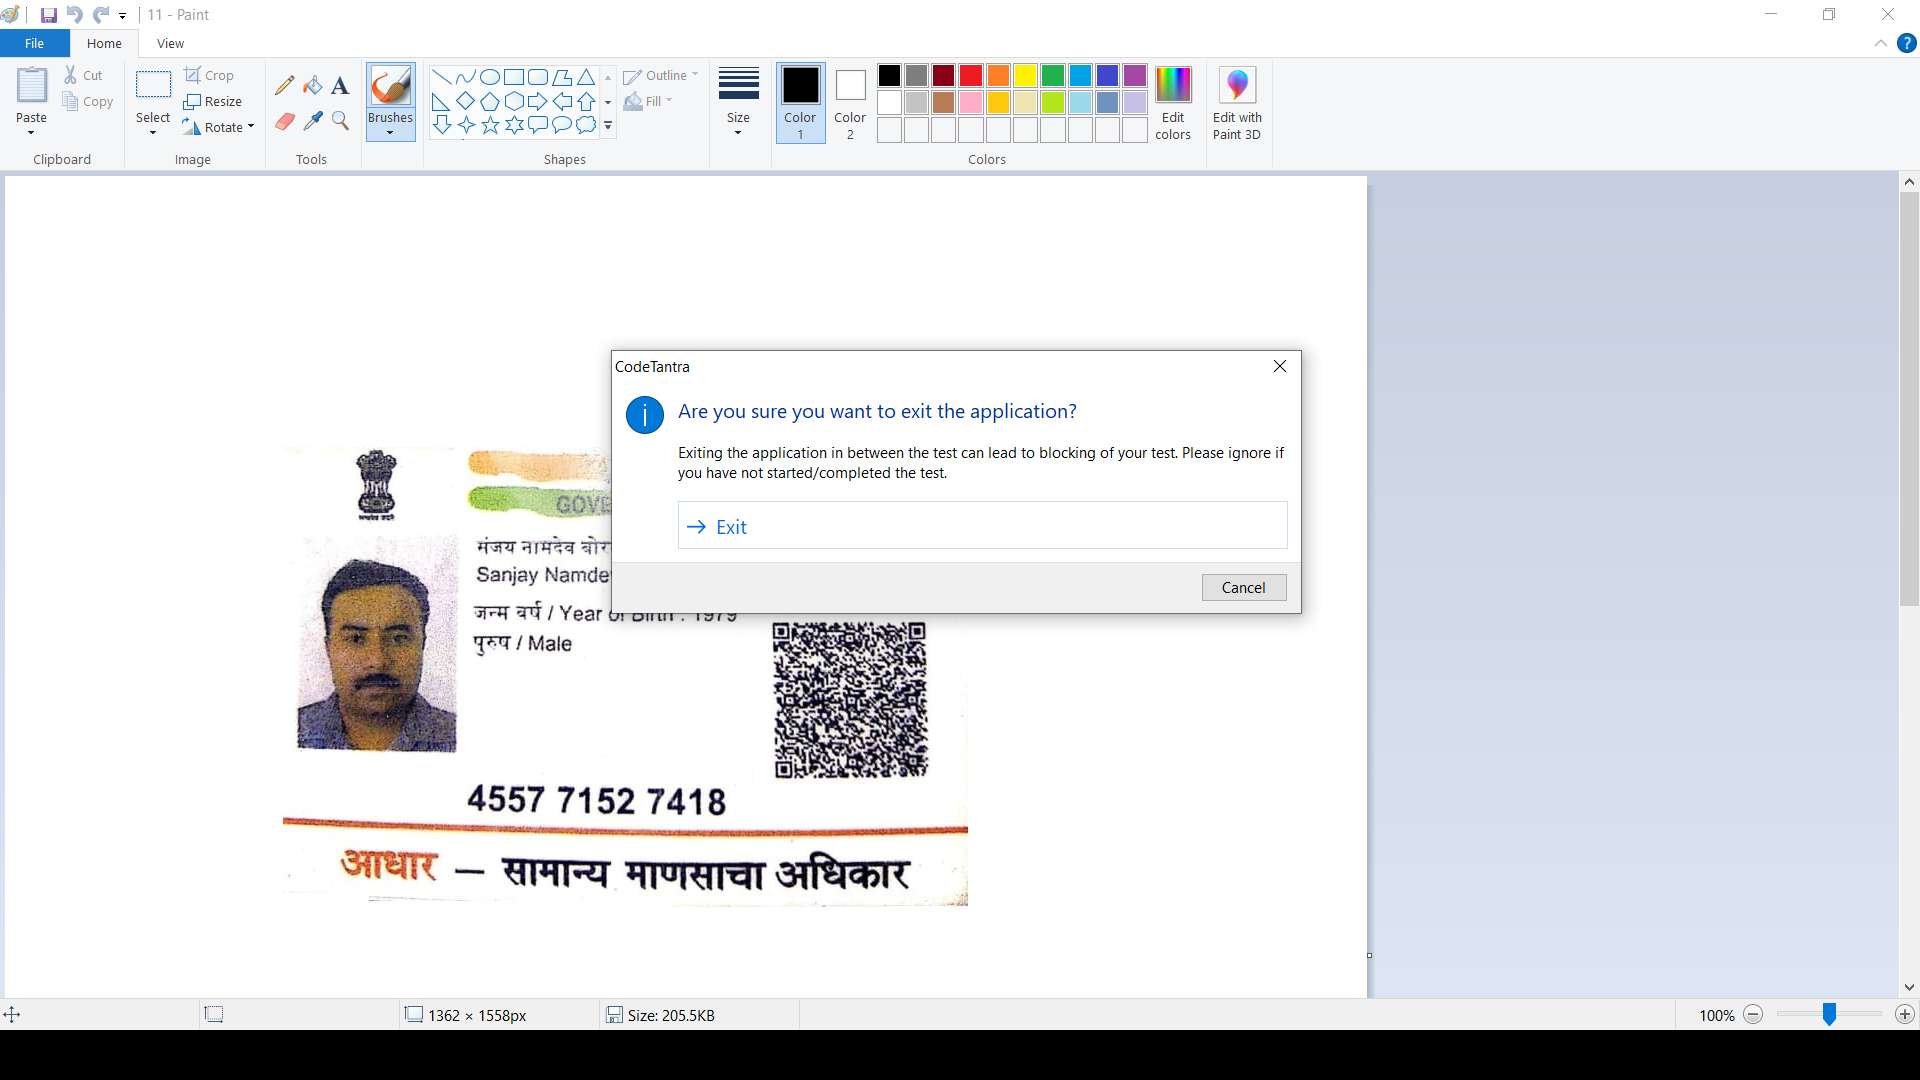 11 - Paint
File
Home
View
Paste
Cut
Copy
Clipboard
Select
Crop
Resize
Rotate
Image
Tools
Brushes
Shapes
Outline
Fill
Size
Color
1
Color
2
Colors
Edit
colors
Edit with
Paint 3D
CodeTantra
Are you sure you want to exit the application?
Exiting the application in between the test can lead to blocking of your test. Please ignore if
you have not started/completed the test.
Exit
Cancel
GOVE
संजय नामदेव
Sanjay Namde
जन्म वर्ष / Year of Birth : 1979
पुरुष / Male
4557 7152 7418
आधार — सामान्य माणसाचा अधिकार
1362 × 1558px
Size: 205.5KB
100%